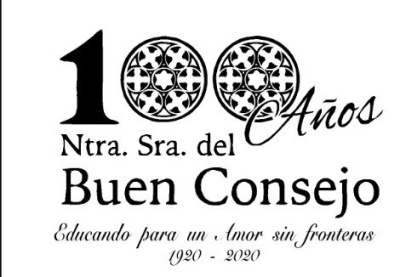 100 Años
Ntra. Sra. del
Buen Consejo
Educando para un Amor sin fronteras
1920 - 2020